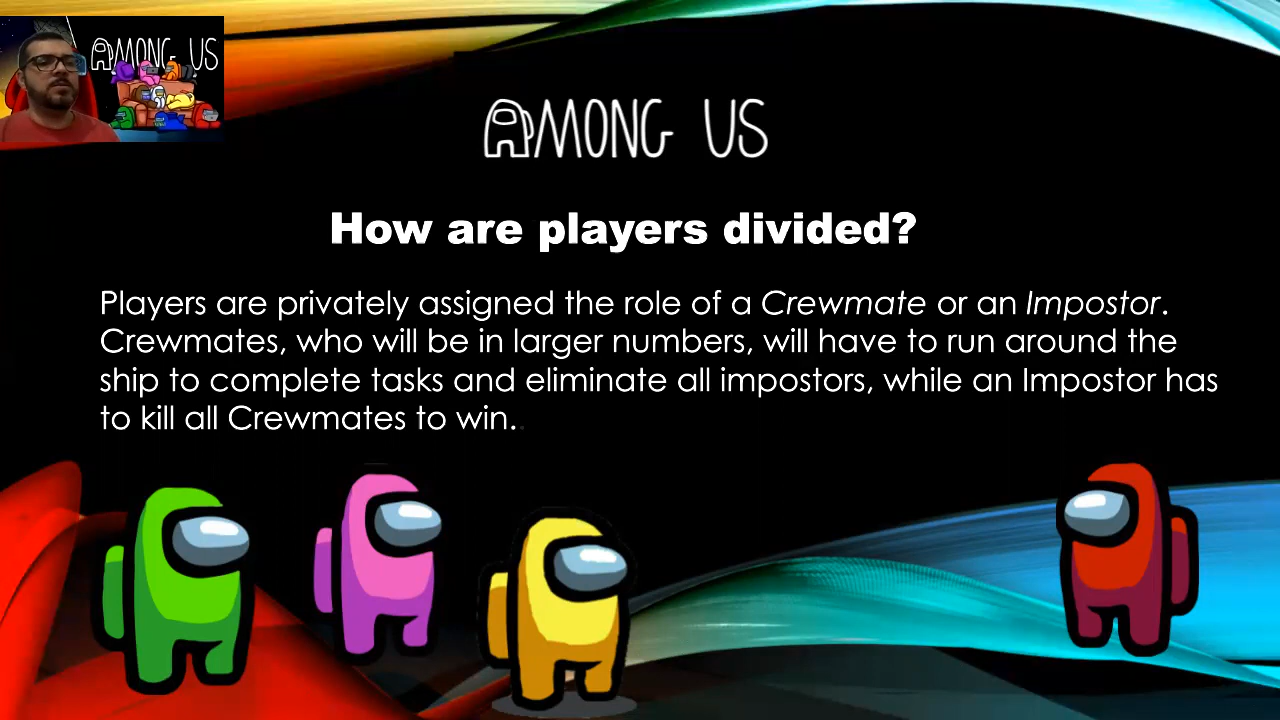 AMONG US
AMONG US
How are players divided?
Players are privately assigned the role of a Crewmate or an Impostor.
Crewmates, who will be in larger numbers, will have to run around the
ship to complete tasks and eliminate all impostors, while an Impostor has
to kill all Crewmates to win..